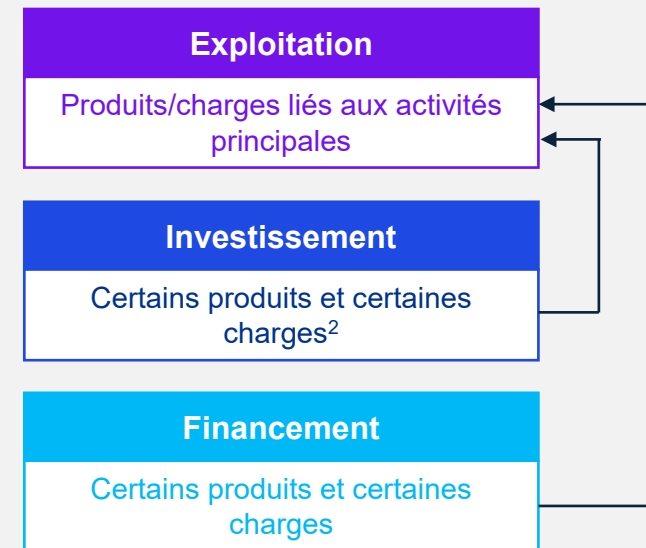 Exploitation
Produits/charges liés aux activités
principales
Investissement
Certains produits et certaines
charges²
Financement
Certains produits et certaines
charges